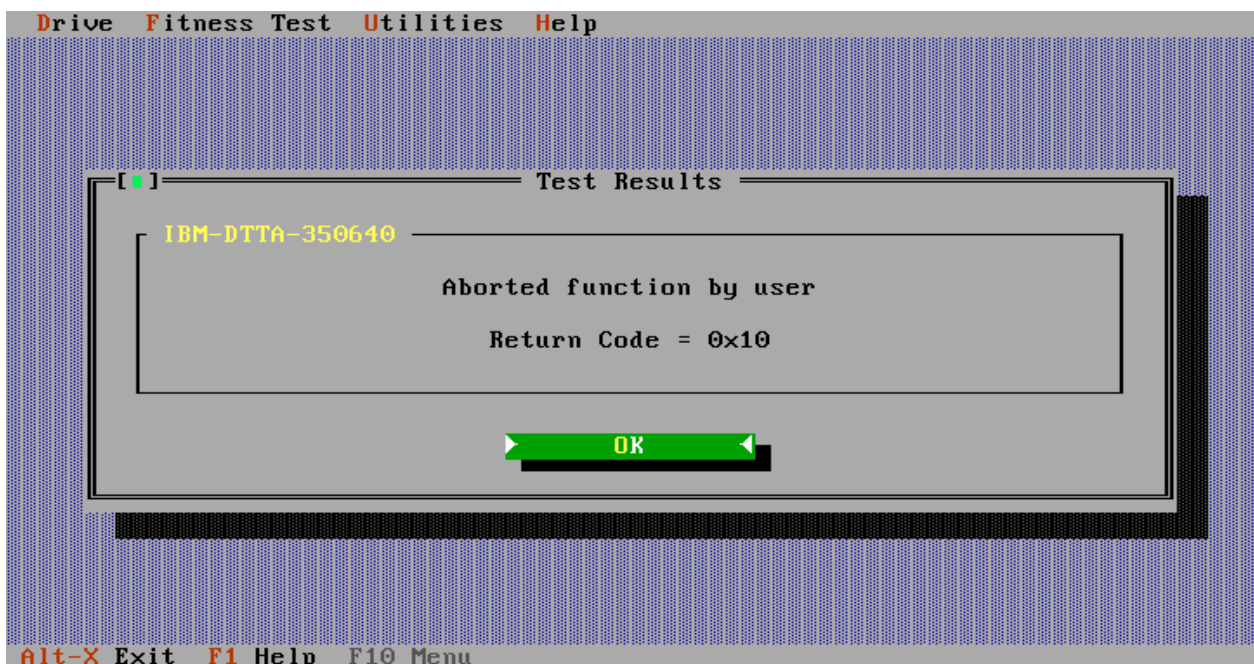 Drive Fitness Test Utilities Help
[■] Test Results
IBM-DTTA-350640
Aborted function by user
Return Code = 0x10
OK
Alt-X Exit F1 Help F10 Menu